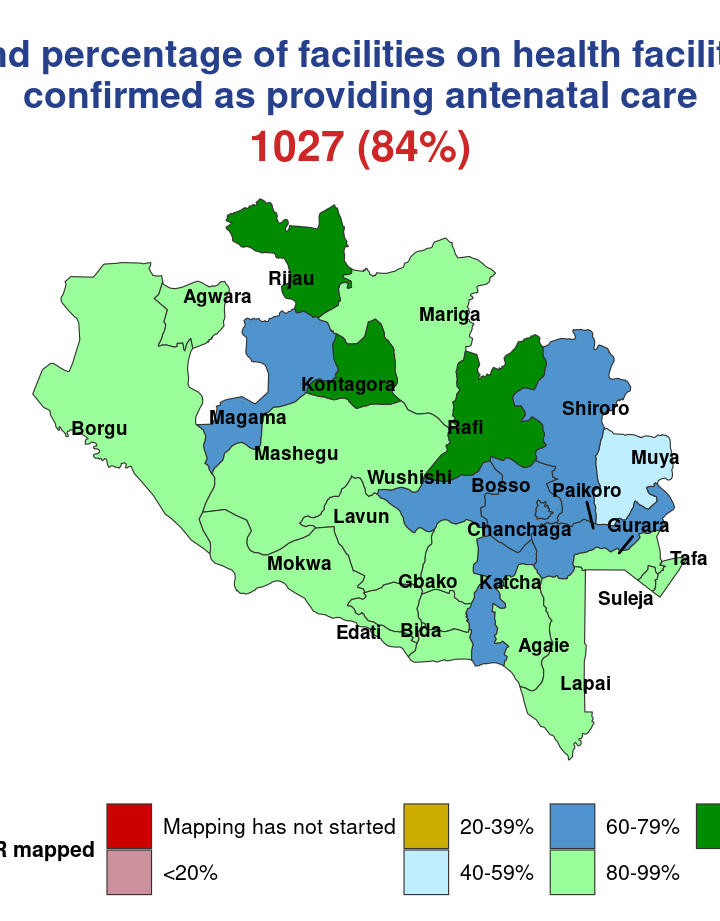 percentage of facilities on health
confirmed as providing antenatal care
1027 (84%)
Rijau
Agwara
Mariga
Kontagora
Shiroro
Magama
Borgu
Rafi
Mashegu
Muya
Wushishi
Bosso
Paikoro
Lavun
Gurara
Chanchaga
Tafa
Mokwa
Gbako
Katcha
Suleja
Edati
Bida
Agaie
Lapai
Mapping has not started
20-39%
60-79%
mapped
<20%
40-59%
80-99%